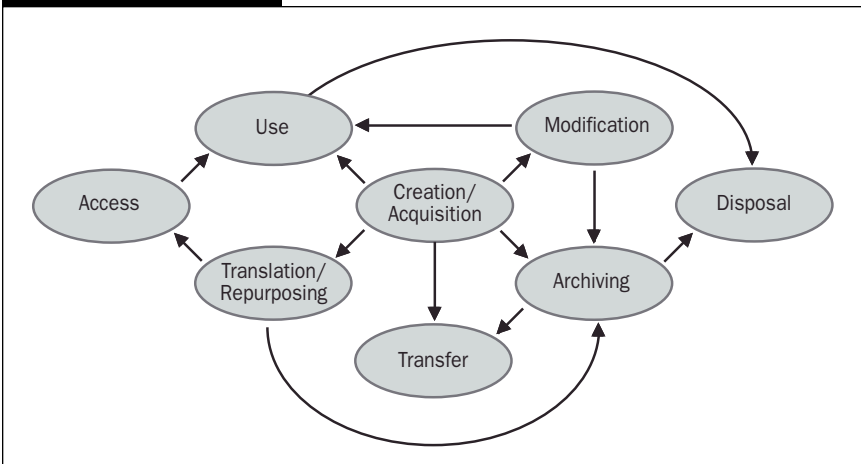 Use
Modification
Access
Creation/
Acquisition
Disposal
Translation/
Repurposing
Archiving
Transfer